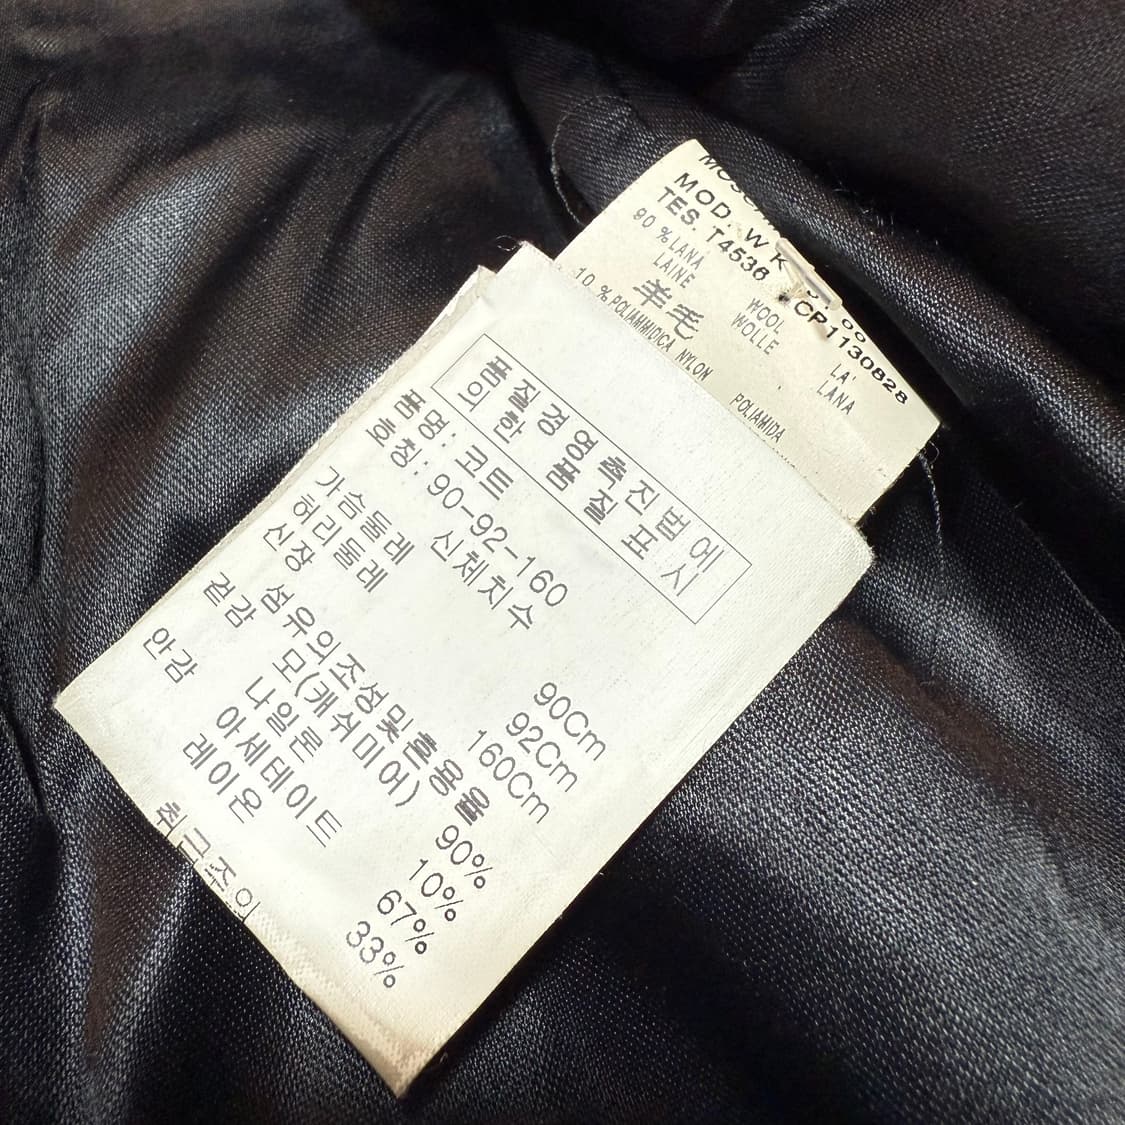 MOD. W K
TES. T4536
CP1130828
90 % LANA WOOL LA'
LAINE WOLLE LANA
羊毛
10 % POLIAMMIDICA NYLON POLIAMIDA
품질경영촉진법에
의한 품질표시
품명: 코트
호칭: 90-92-160
신체치수
가슴둘레 90Cm
허리둘레 92Cm
신장 160Cm
섬유의조성및혼용율
겉감 모(캐쉬미어) 90%
나일론 10%
안감 아세테이트 67%
레이온 33%
취급주의